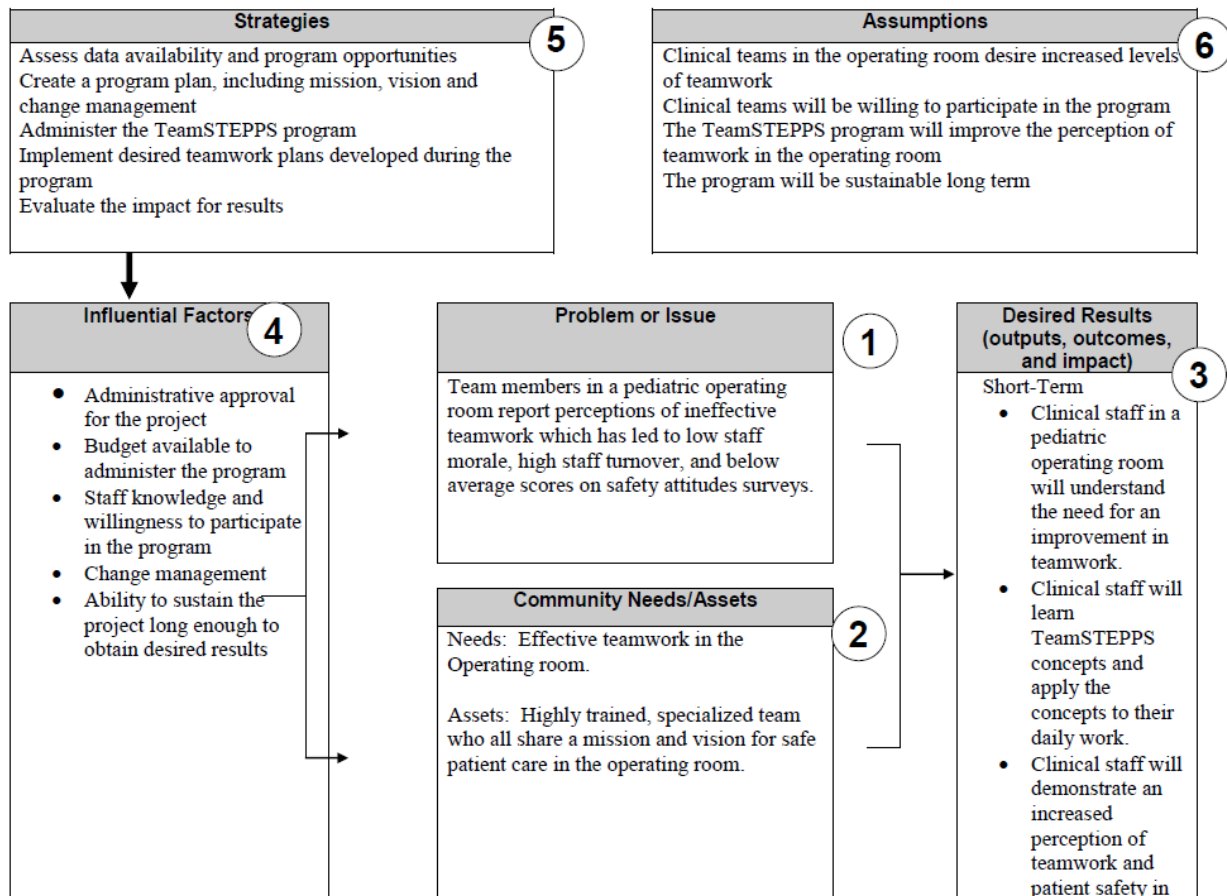 Strategies
5
Assess data availability and program opportunities
Create a program plan, including mission, vision and
change management
Administer the TeamSTEPPS program
Implement desired teamwork plans developed during the
program
Evaluate the impact for results
Assumptions
6
Clinical teams in the operating room desire increased levels
of teamwork
Clinical teams will be willing to participate in the program
The TeamSTEPPS program will improve the perception of
teamwork in the operating room
The program will be sustainable long term
Influential Factors
4
• Administrative approval
for the project
• Budget available to
administer the program
• Staff knowledge and
willingness to participate
in the program
• Change management
• Ability to sustain the
project long enough to
obtain desired results
Problem or Issue
1
Team members in a pediatric operating
room report perceptions of ineffective
teamwork which has led to low staff
morale, high staff turnover, and below
average scores on safety attitudes surveys.
Community Needs/Assets
2
Needs:  Effective teamwork in the
Operating room.
Assets:  Highly trained, specialized team
who all share a mission and vision for safe
patient care in the operating room.
Desired Results
(outputs, outcomes,
and impact)
3
Short-Term
• Clinical staff in a
pediatric
operating room
will understand
the need for an
improvement in
teamwork.
• Clinical staff will
learn
TeamSTEPPS
concepts and
apply the
concepts to their
daily work.
• Clinical staff will
demonstrate an
increased
perception of
teamwork and
patient safety in